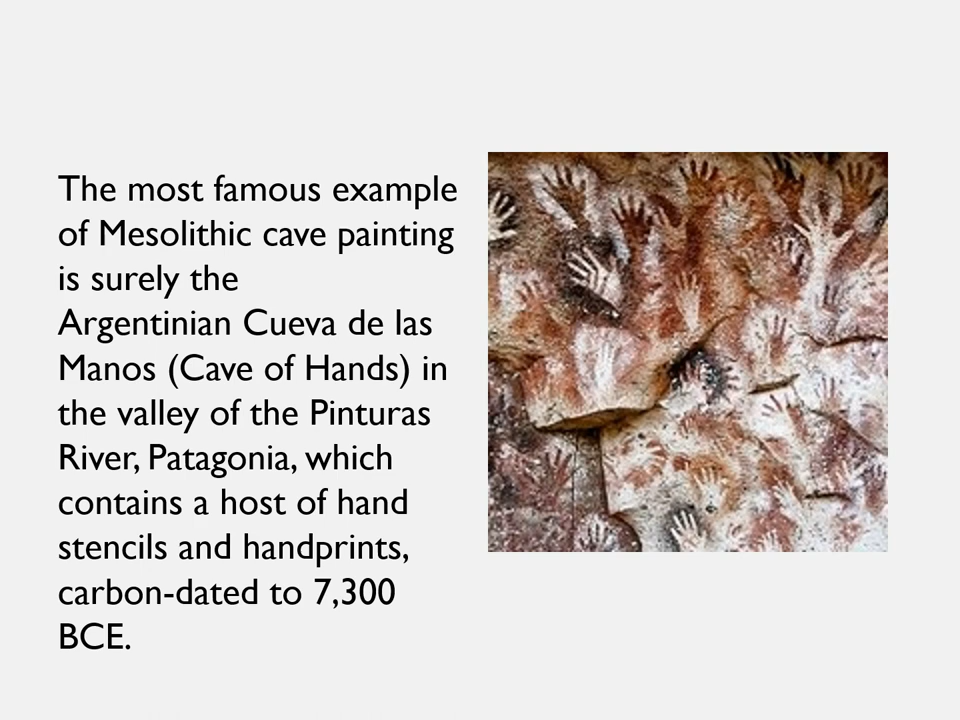 The most famous example
of Mesolithic cave painting
is surely the
Argentinian Cueva de las
Manos (Cave of Hands) in
the valley of the Pinturas
River, Patagonia, which
contains a host of hand
stencils and handprints,
carbon-dated to 7,300
BCE.